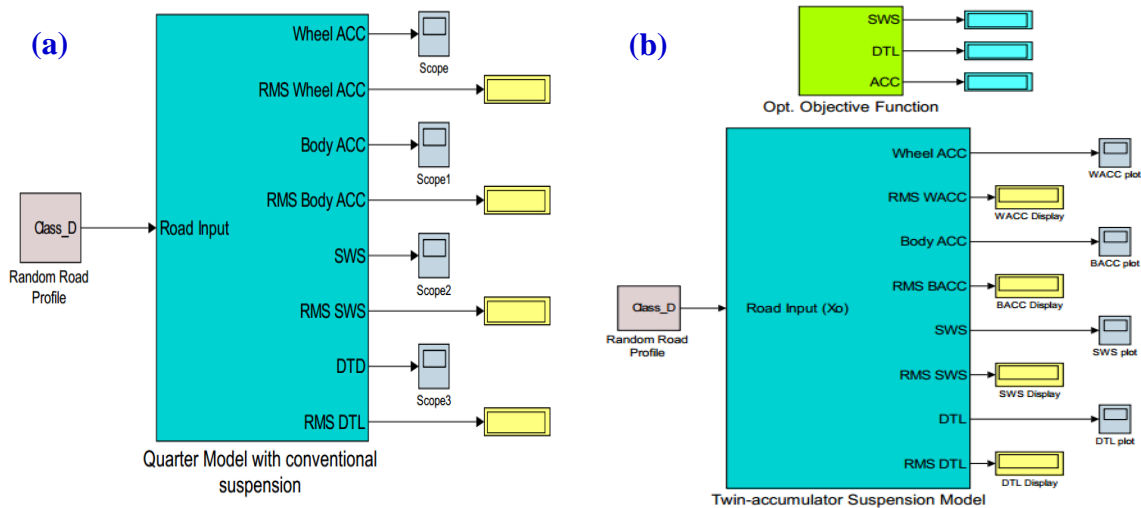 (a)
Wheel ACC
Scope
RMS Wheel ACC
Body ACC
Scope1
RMS Body ACC
Class_D
Road Input
Random Road
Profile
SWS
Scope2
RMS SWS
DTD
Scope3
RMS DTL
Quarter Model with conventional
suspension
(b)
SWS
DTL
ACC
Opt. Objective Function
Wheel ACC
WACC plot
RMS WACC
WACC Display
Body ACC
BACC plot
RMS BACC
BACC Display
Class_D
Road Input (Xo)
Random Road
Profile
SWS
SWS plot
RMS SWS
SWS Display
DTL
DTL plot
RMS DTL
DTL Display
Twin-accumulator Suspension Model